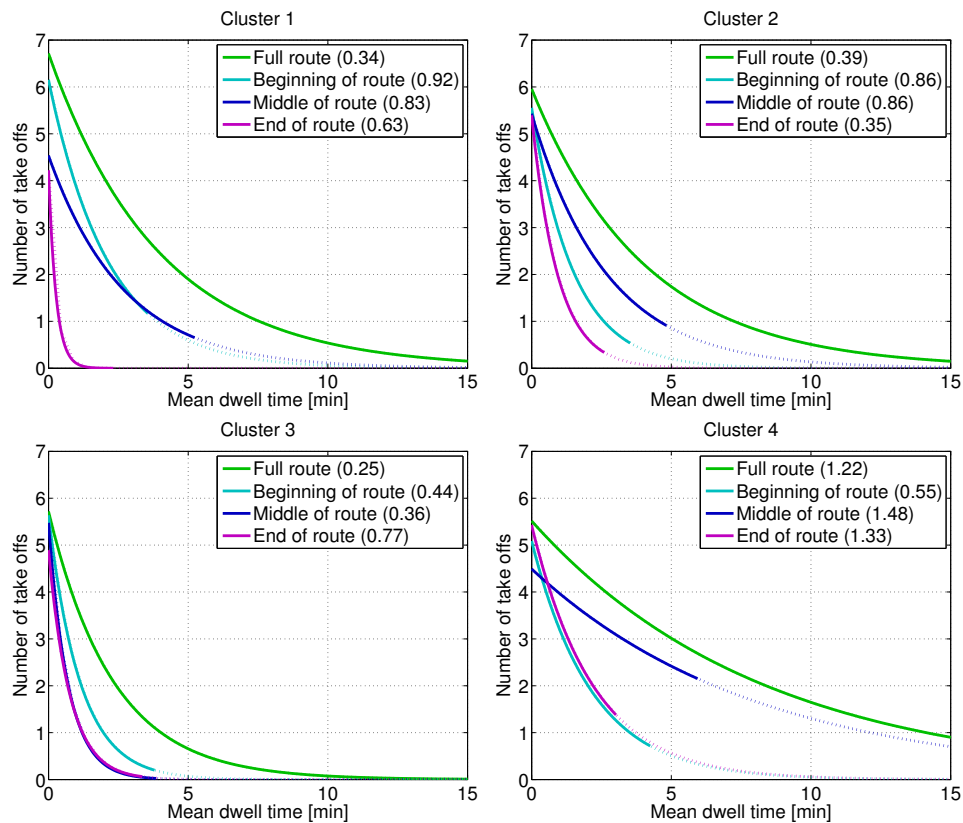 Cluster 1
Number of take offs
7
6
5
4
3
2
1
0
Full route (0.34)
Beginning of route (0.92)
Middle of route (0.83)
End of route (0.63)
0 5 10 15
Mean dwell time [min]
Cluster 2
Number of take offs
7
6
5
4
3
2
1
0
Full route (0.39)
Beginning of route (0.86)
Middle of route (0.86)
End of route (0.35)
0 5 10 15
Mean dwell time [min]
Cluster 3
Number of take offs
7
6
5
4
3
2
1
0
Full route (0.25)
Beginning of route (0.44)
Middle of route (0.36)
End of route (0.77)
0 5 10 15
Mean dwell time [min]
Cluster 4
Number of take offs
7
6
5
4
3
2
1
0
Full route (1.22)
Beginning of route (0.55)
Middle of route (1.48)
End of route (1.33)
0 5 10 15
Mean dwell time [min]